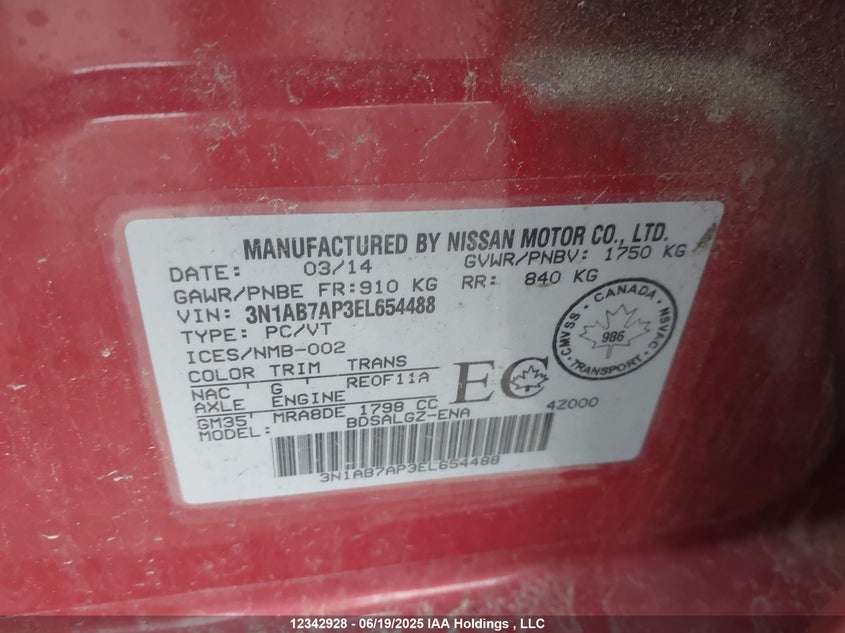 MANUFACTURED BY NISSAN MOTOR CO., LTD.
DATE: 03/14 GVWR/PNBV: 1750 KG
GAWR/PNBE FR:910 KG RR: 840 KG
VIN: 3N1AB7AP3EL654488
TYPE: PC/VT
ICES/NMB-002
COLOR TRIM TRANS
NAC G RE0F11A
AXLE ENGINE
GM35 MRA8DE 1798 CC
MODEL: BDSALGZ-ENA
EC
4Z000
CANADA
CMVSS 986 NSVAC
TRANSPORT
3N1AB7AP3EL654488
12342928 - 06/19/2025 IAA Holdings , LLC